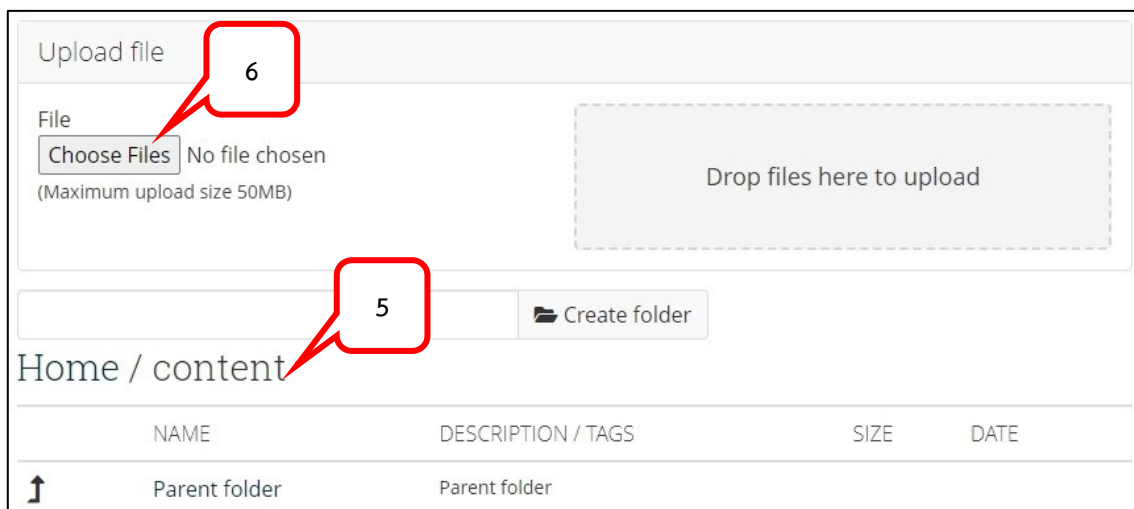 Upload file
6
File
Choose Files No file chosen
(Maximum upload size 50MB)
Drop files here to upload
5
Create folder
Home / content
NAME DESCRIPTION / TAGS SIZE DATE
Parent folder Parent folder